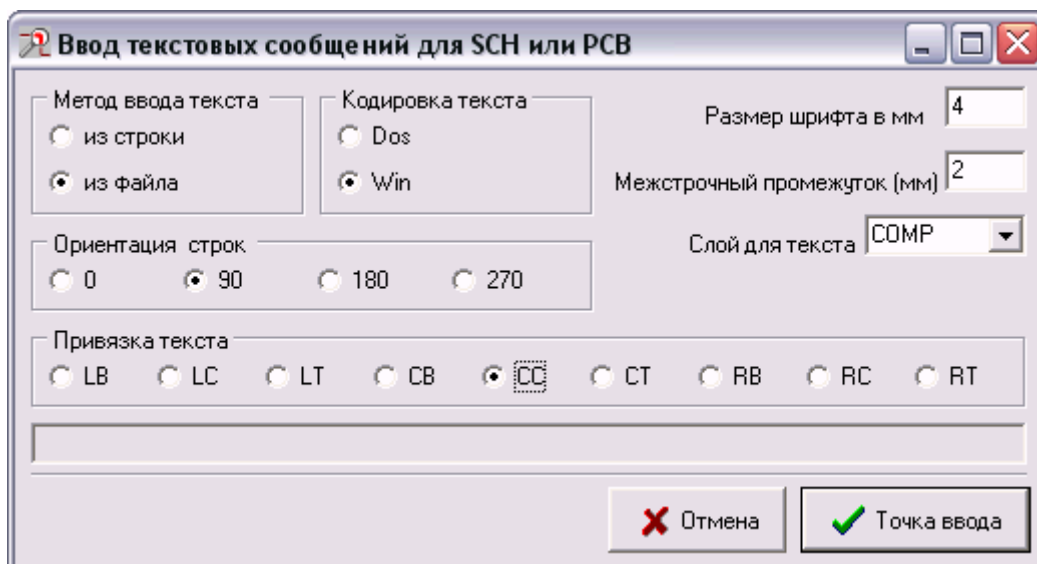 Ввод текстовых сообщений для SCH или PCB
Метод ввода текста
из строки
из файла
Кодировка текста
Dos
Win
Размер шрифта в мм 4
Межстрочный промежуток (мм) 2
Слой для текста COMP
Ориентация строк
0 90 180 270
Привязка текста
LB LC LT CB CC CT RB RC RT
Отмена Точка ввода